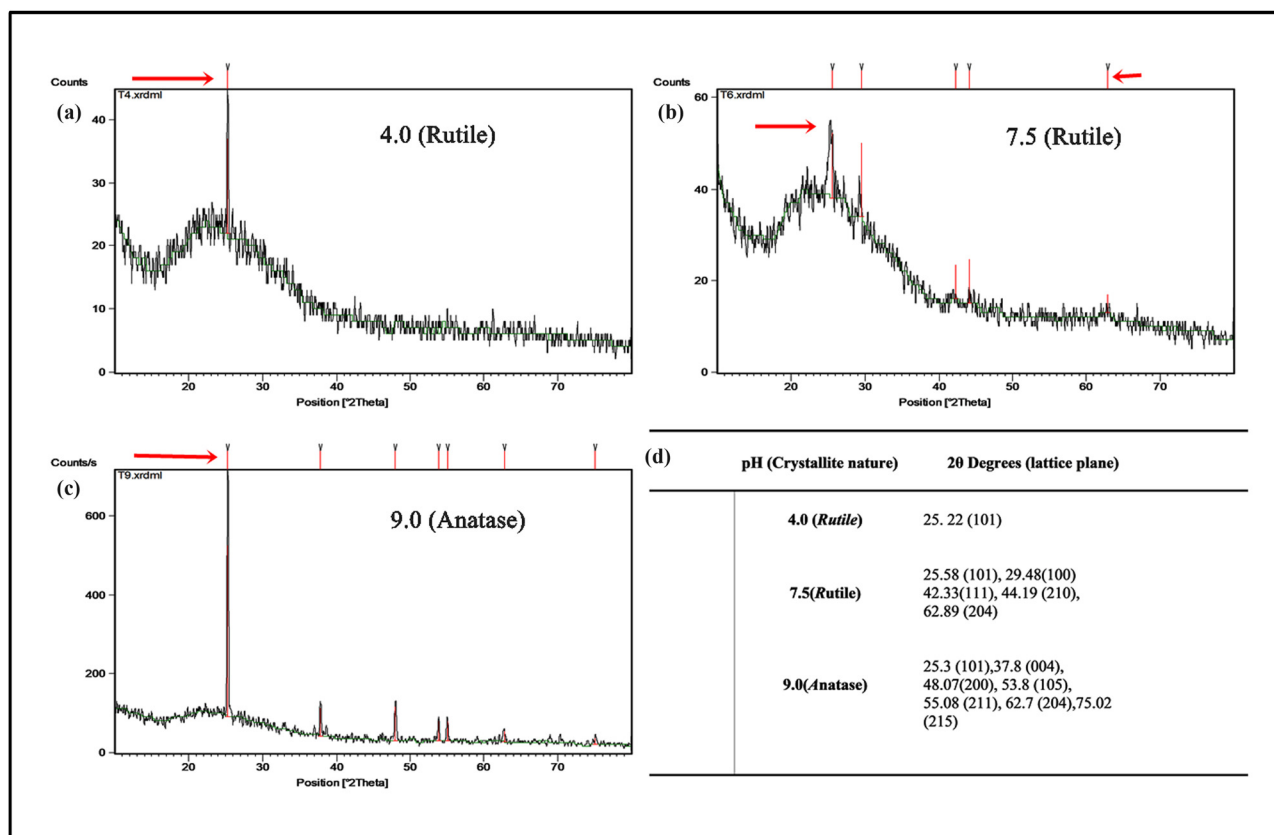 Counts
(a)
T4.xrdml
4.0 (Rutile)
40
30
20
10
0
20 30 40 50 60 70
Position [°2Theta]
Counts
(b)
T6.xrdml
7.5 (Rutile)
60
40
20
0
20 30 40 50 60 70
Position [°2Theta]
Counts/s
(c)
T9.xrdml
9.0 (Anatase)
600
400
200
0
20 30 40 50 60 70
Position [°2Theta]
(d)
pH (Crystallite nature) 2θ Degrees (lattice plane)
4.0 (Rutile) 25. 22 (101)
25.58 (101), 29.48(100)
7.5(Rutile) 42.33(111), 44.19 (210),
62.89 (204)
25.3 (101),37.8 (004),
9.0(Anatase) 48.07(200), 53.8 (105),
55.08 (211), 62.7 (204),75.02
(215)